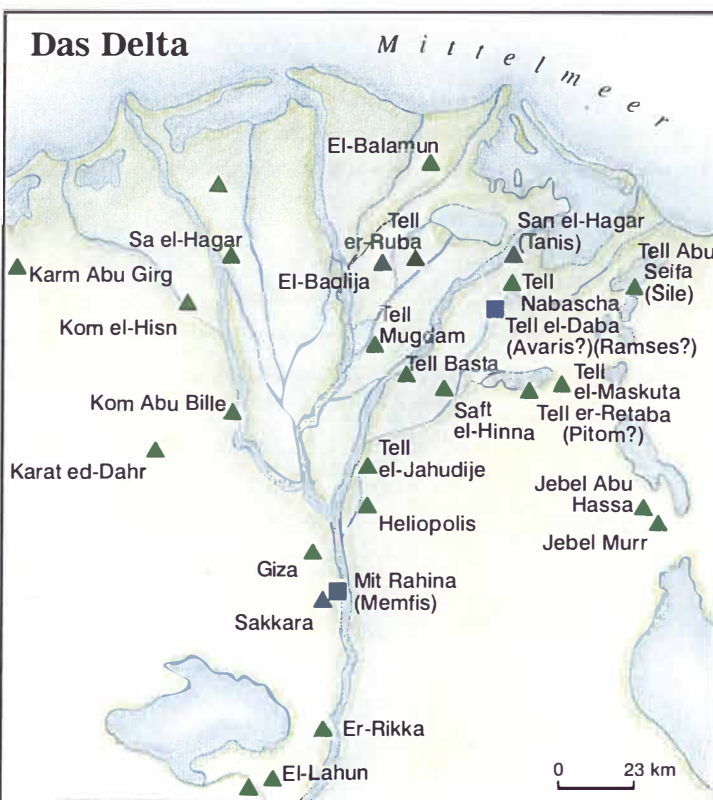 Das Delta
Mittelmeer
El-Balamun
Tell
er-Ruba
San el-Hagar
(Tanis)
Sa el-Hagar
Tell Abu
Seifa
(Sile)
Karm Abu Girg
El-Baqlija
Tell
Nabascha
Kom el-Hisn
Tell
Mugdam
Tell el-Daba
(Avaris?)(Ramses?)
Tell Basta
Tell
el-Maskuta
Kom Abu Bille
Saft
el-Hinna
Tell er-Retaba
(Pitom?)
Karat ed-Dahr
Tell
el-Jahudije
Jebel Abu
Hassa
Heliopolis
Jebel Murr
Giza
Mit Rahina
(Memfis)
Sakkara
Er-Rikka
El-Lahun
0 23 km